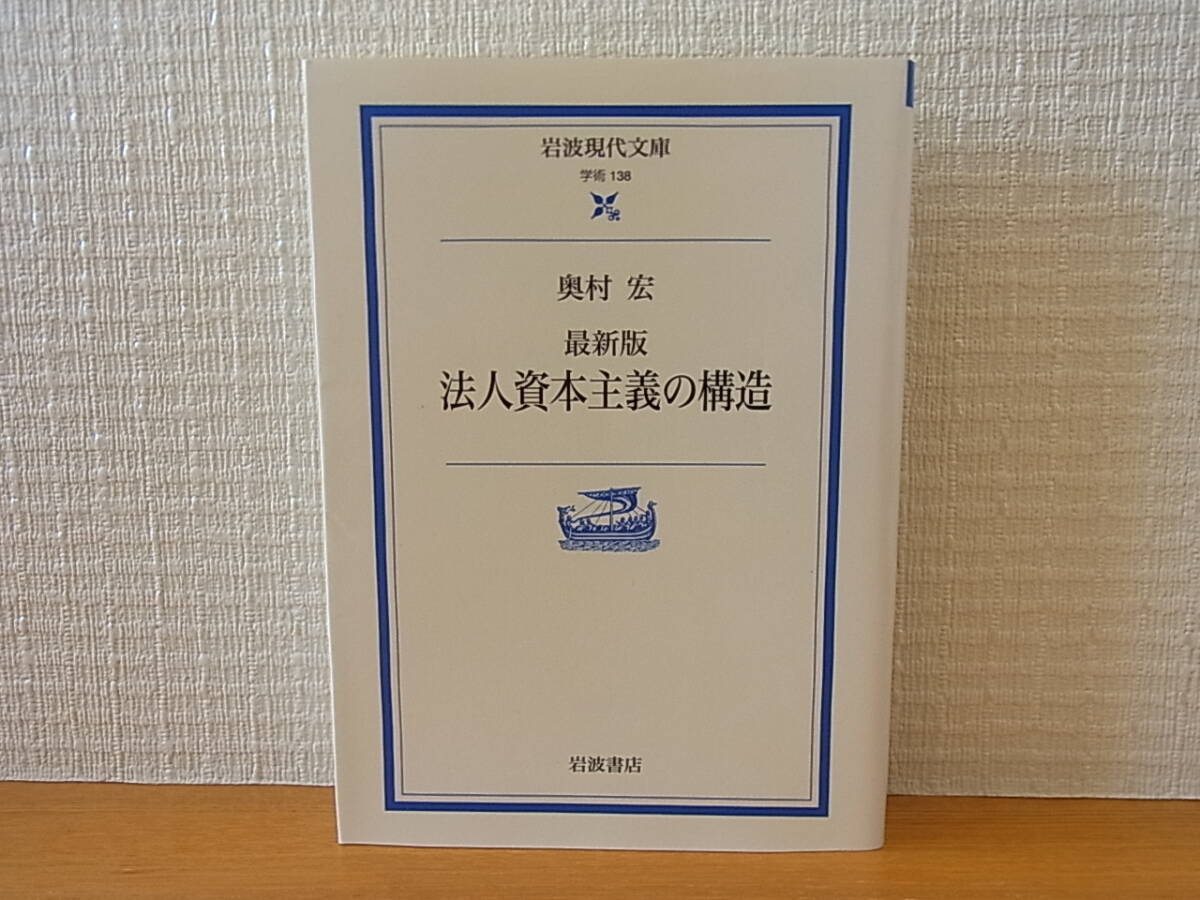 岩波現代文庫
学術 138
奥村 宏
最新版
法人資本主義の構造
岩波書店